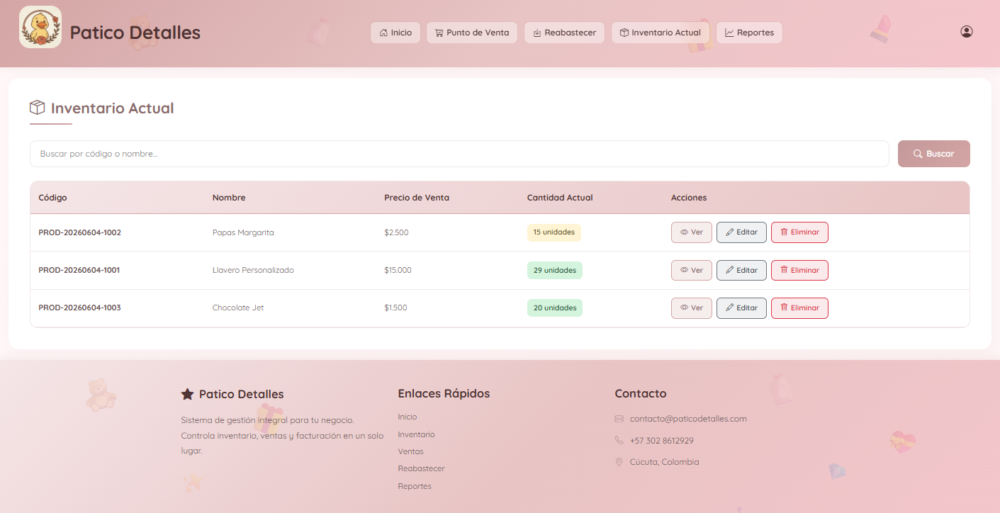 Patico Detalles
Inicio
Punto de Venta
Reabastecer
Inventario Actual
Reportes
Inventario Actual
Buscar por código o nombre...
Buscar
Código Nombre Precio de Venta Cantidad Actual Acciones
PROD-20260604-1002 Papas Margarita $2.500 15 unidades Ver Editar Eliminar
PROD-20260604-1001 Llavero Personalizado $15.000 29 unidades Ver Editar Eliminar
PROD-20260604-1003 Chocolate Jet $1.500 20 unidades Ver Editar Eliminar
Patico Detalles
Sistema de gestión integral para tu negocio.
Controla inventario, ventas y facturación en un solo
lugar.
Enlaces Rápidos
Inicio
Inventario
Ventas
Reabastecer
Reportes
Contacto
contacto@paticodetalles.com
+57 302 8612929
Cúcuta, Colombia